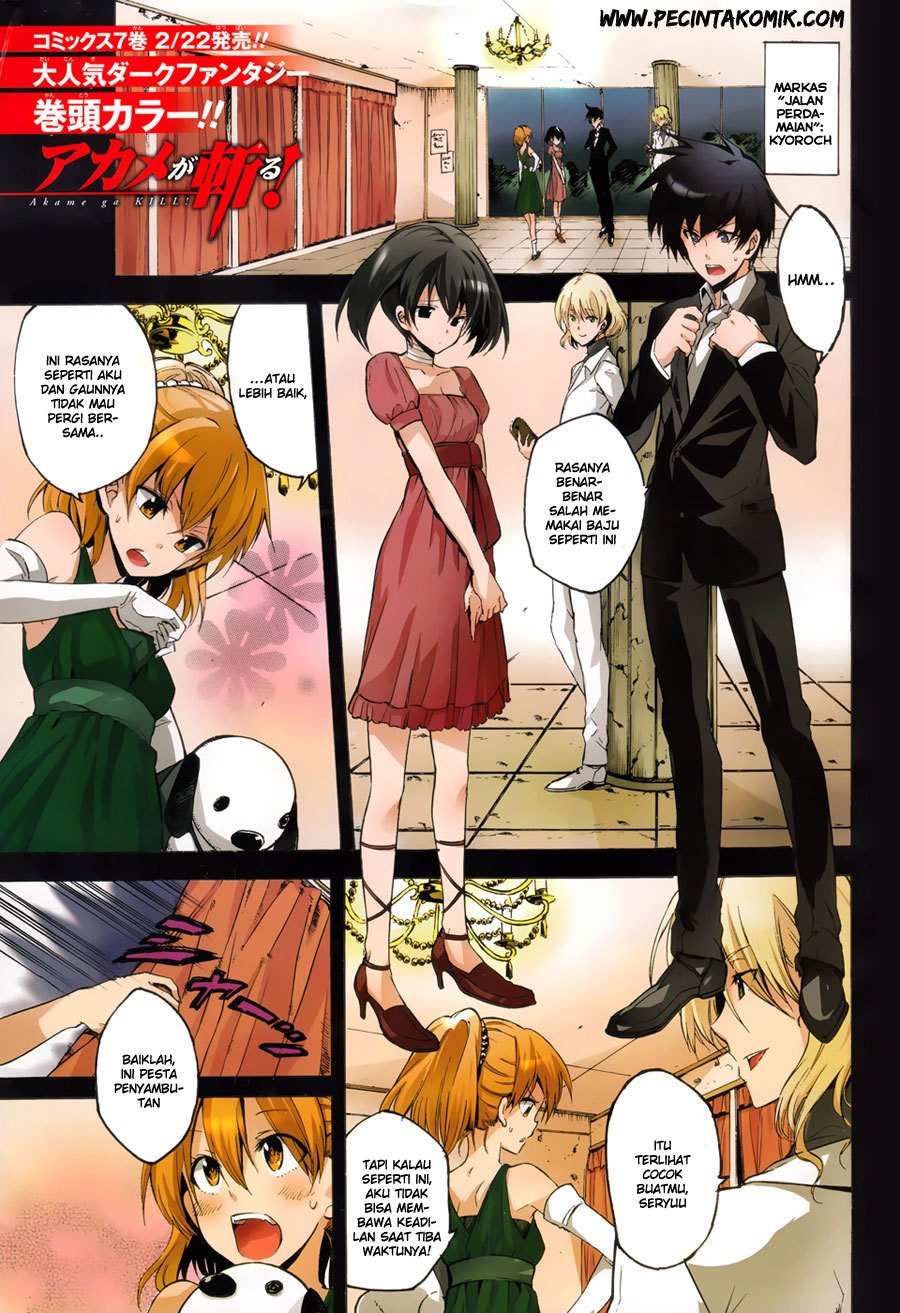 WWW.PECINTAKOMIK.COM
コミックス7巻 2/22発売!!
大人気ダークファンタジー
巻頭カラー!!
アカメが斬る!
Akame ga KILL!
MARKAS
"JALAN
PERDA-
MAIAN":
KYOROCH
HMM...
RASANYA
BENAR-
BENAR
SALAH ME-
MAKAI BAJU
SEPERTI INI
...ATAU
LEBIH BAIK,
INI RASANYA
SEPERTI AKU
DAN GAUNNYA
TIDAK MAU
PERGI BER-
SAMA..
ITU
TERLIHAT
COCOK
BUATMU,
SERYUU
TAPI KALAU
SEPERTI INI,
AKU TIDAK
BISA MEM-
BAWA KEADI-
LAN SAAT TIBA
WAKTUNYA!
シャーッ
BAIKLAH,
INI PESTA
PENYAMBU-
TAN